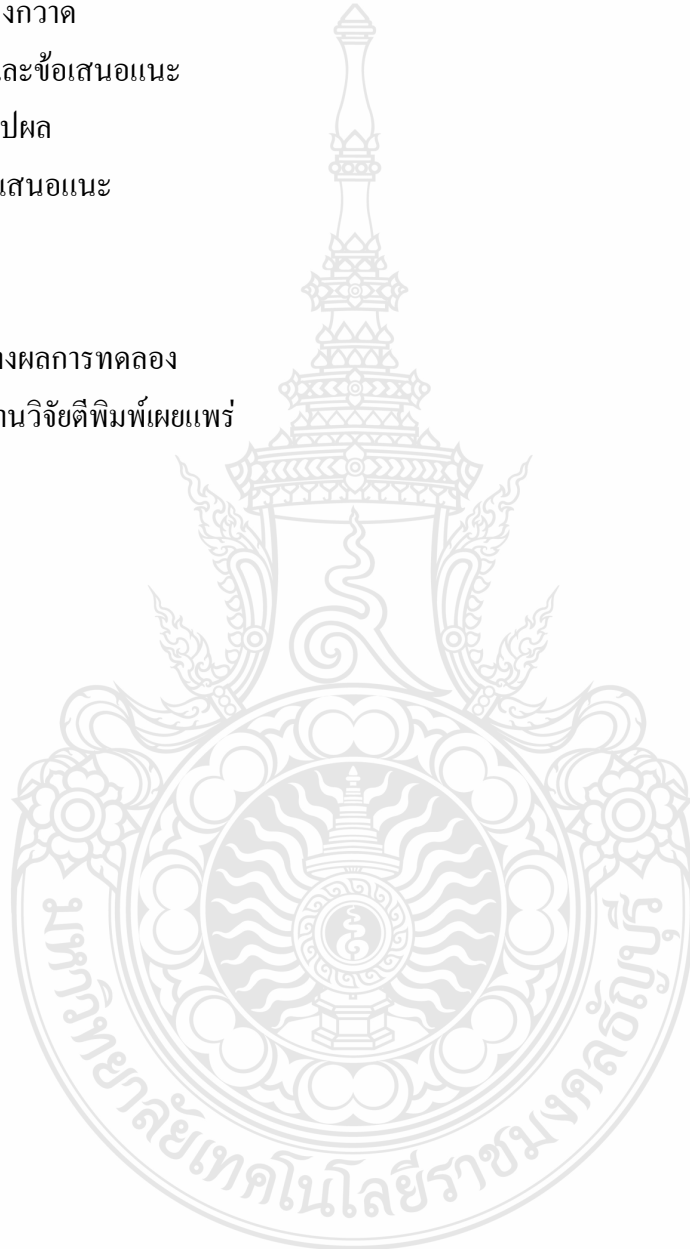 งกวาด
ละข้อเสนอแนะ
ปผล
นเสนอแนะ
างผลการทดลอง
านวิจัยตีพิมพ์เผยแพร่
มหาวิทยาลัยเทคโนโลยีราชมงคลธัญบุรี